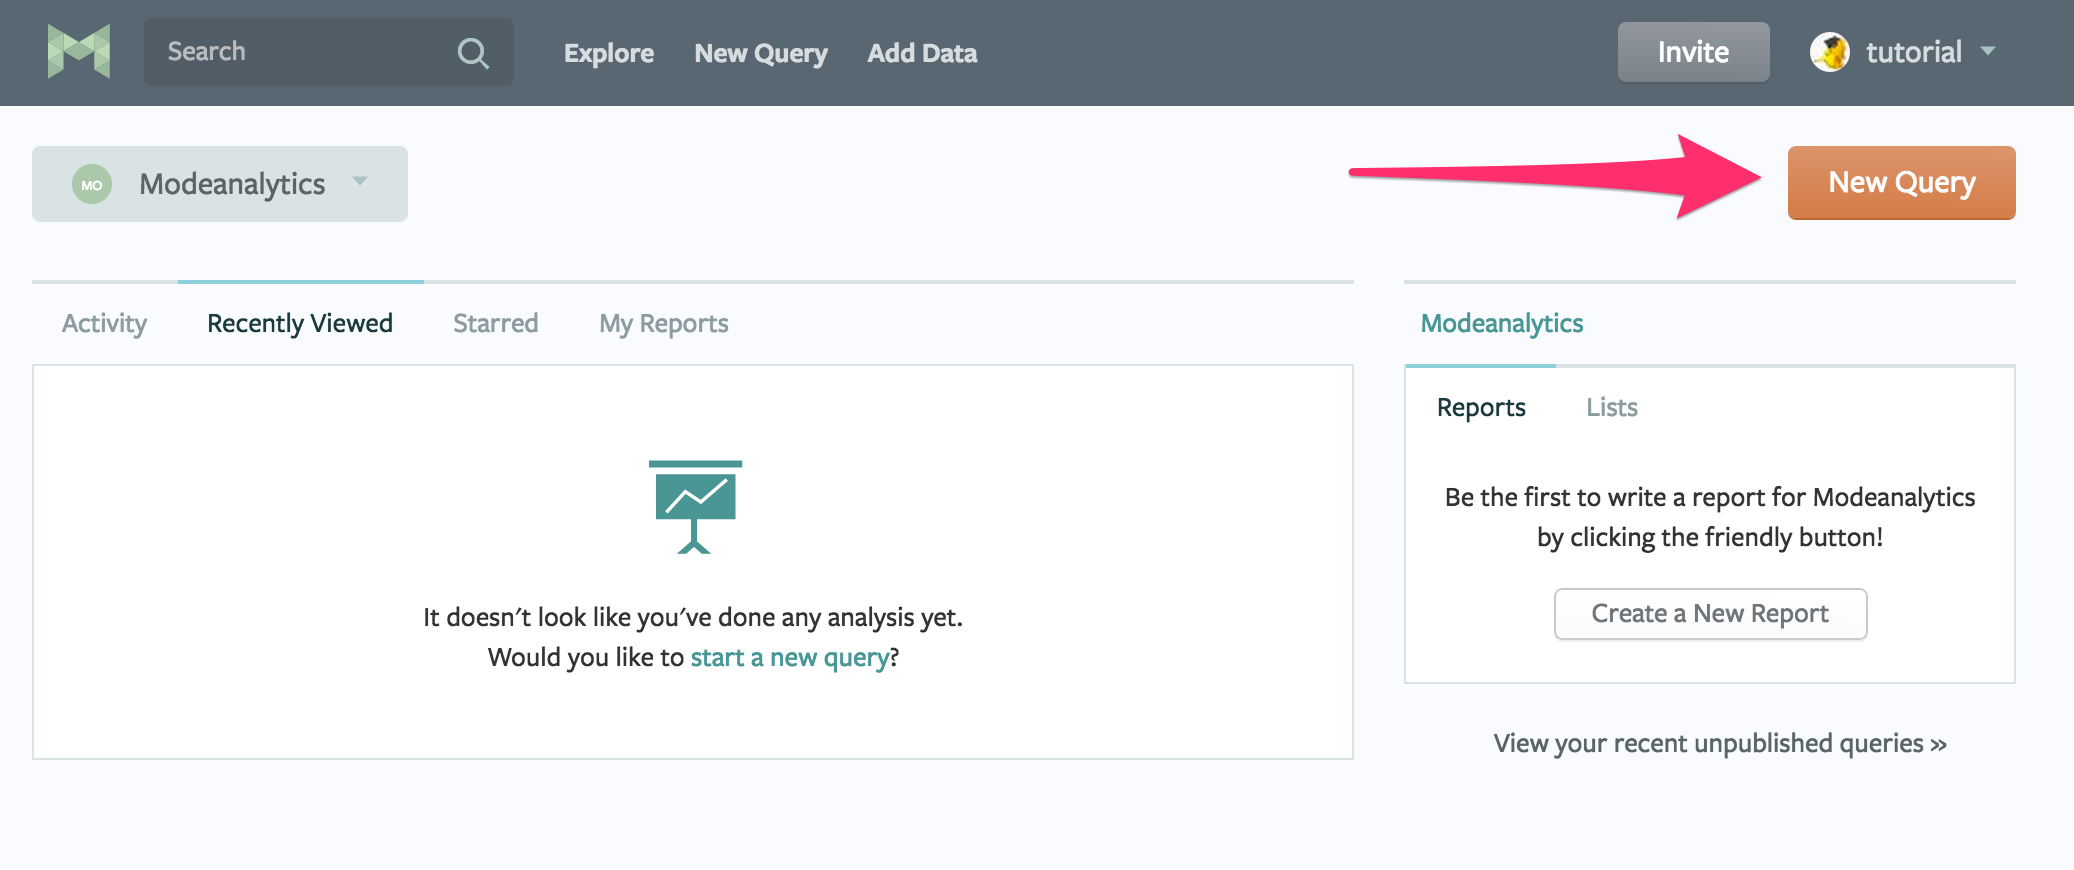 Search
Explore
New Query
Add Data
Invite
tutorial
MO
Modeanalytics
New Query
Activity
Recently Viewed
Starred
My Reports
It doesn't look like you've done any analysis yet.
Would you like to start a new query?
Modeanalytics
Reports
Lists
Be the first to write a report for Modeanalytics
by clicking the friendly button!
Create a New Report
View your recent unpublished queries »